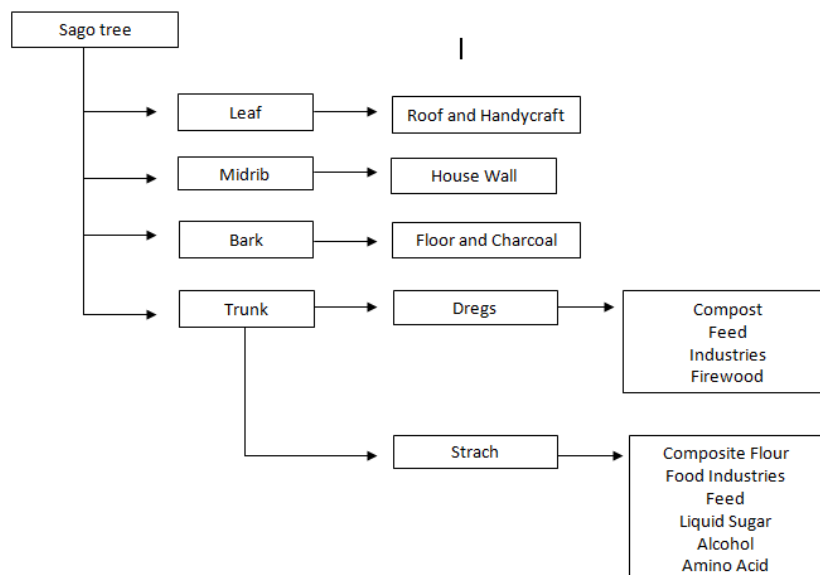 Sago tree
Leaf
Roof and Handycraft
Midrib
House Wall
Bark
Floor and Charcoal
Trunk
Dregs
Compost
Feed
Industries
Firewood
Strach
Composite Flour
Food Industries
Feed
Liquid Sugar
Alcohol
Amino Acid